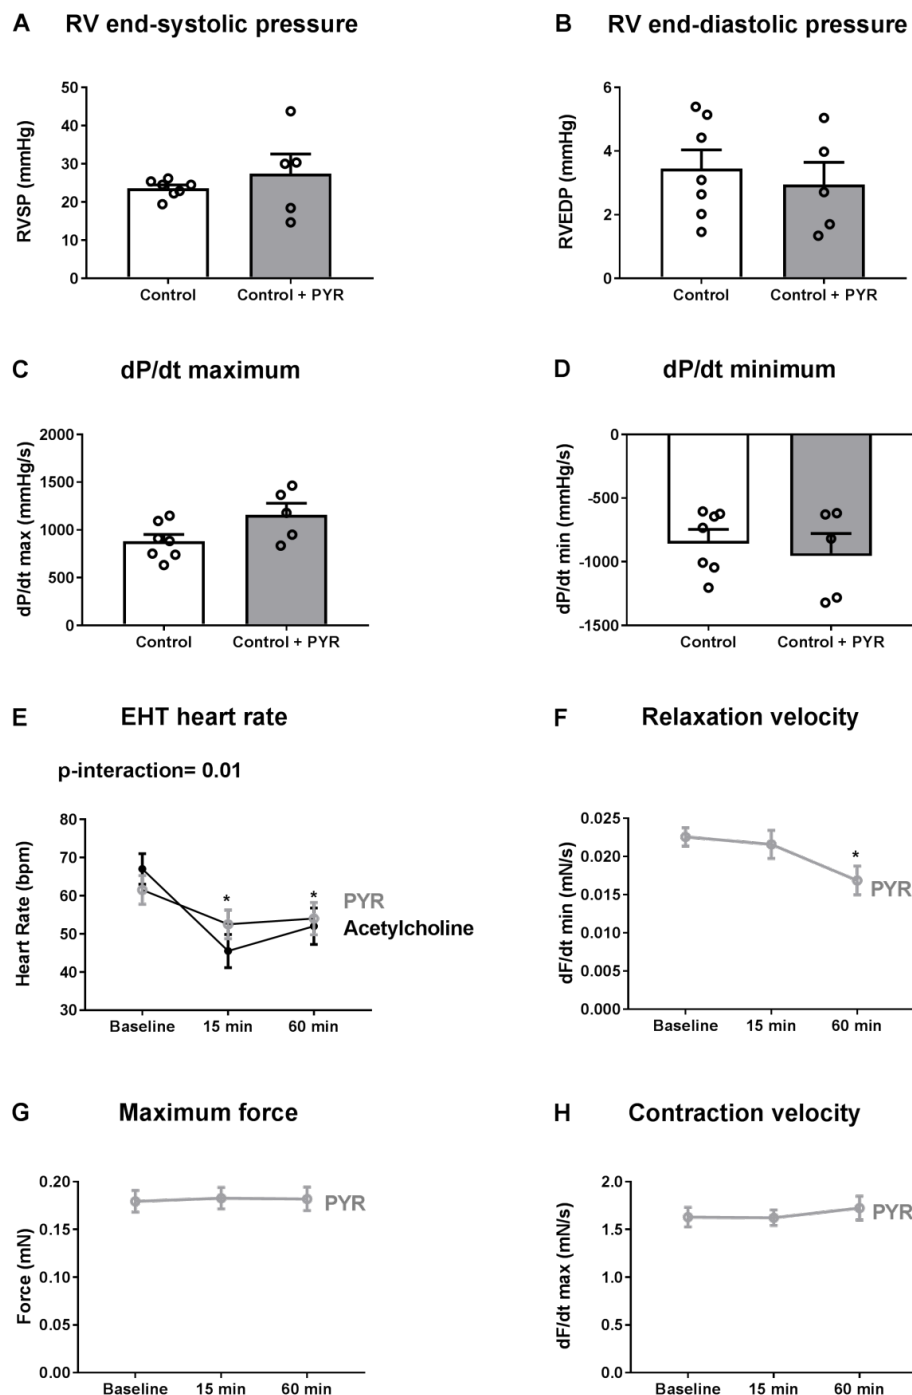 A RV end-systolic pressure
50
40
30
20
10
0
RVSP (mmHg)
Control Control + PYR
B RV end-diastolic pressure
6
4
2
0
RVEDP (mmHg)
Control Control + PYR
C dP/dt maximum
2000
1500
1000
500
0
dP/dt max (mmHg/s)
Control Control + PYR
D dP/dt minimum
0
-500
-1000
-1500
dP/dt min (mmHg/s)
Control Control + PYR
E EHT heart rate
p-interaction= 0.01
80
70
60
50
40
30
Heart Rate (bpm)
* *
PYR
Acetylcholine
Baseline 15 min 60 min
F Relaxation velocity
0.025
0.020
0.015
0.010
0.005
0.000
dF/dt min (mN/s)
*
PYR
Baseline 15 min 60 min
G Maximum force
0.20
0.15
0.10
0.05
0.00
Force (mN)
PYR
Baseline 15 min 60 min
H Contraction velocity
2.0
1.5
1.0
0.5
0.0
dF/dt max (mN/s)
PYR
Baseline 15 min 60 min